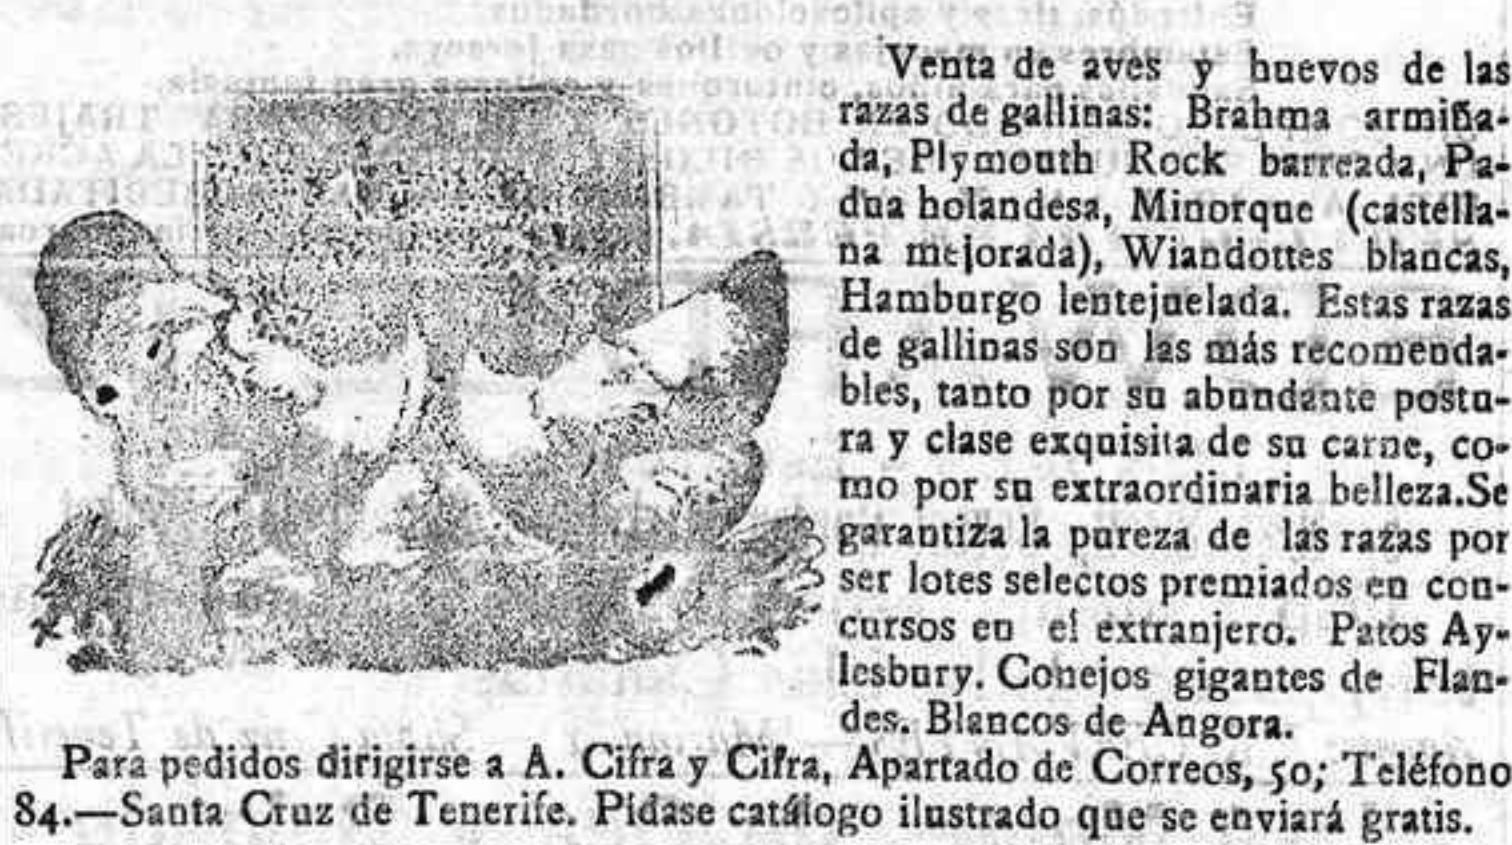 Venta de aves y huevos de las
razas de gallinas: Brahma armiña-
da, Plymouth Rock barreada, Pa-
dua holandesa, Minorque (castella-
na mejorada), Wiandottes blancas,
Hamburgo lentejuelada. Estas razas
de gallinas son las más recomenda-
bles, tanto por su abundante postu-
ra y clase exquisita de su carne, co-
mo por su extraordinaria belleza.Se
garantiza la pureza de las razas por
ser lotes selectos premiados en con-
cursos en el extranjero. Patos Ay-
lesbury. Conejos gigantes de Flan-
des. Blancos de Angora.
Para pedidos dirigirse a A. Cifra y Cifra, Apartado de Correos, 50; Teléfono
84.—Santa Cruz de Tenerife. Pídase catálogo ilustrado que se enviará gratis.